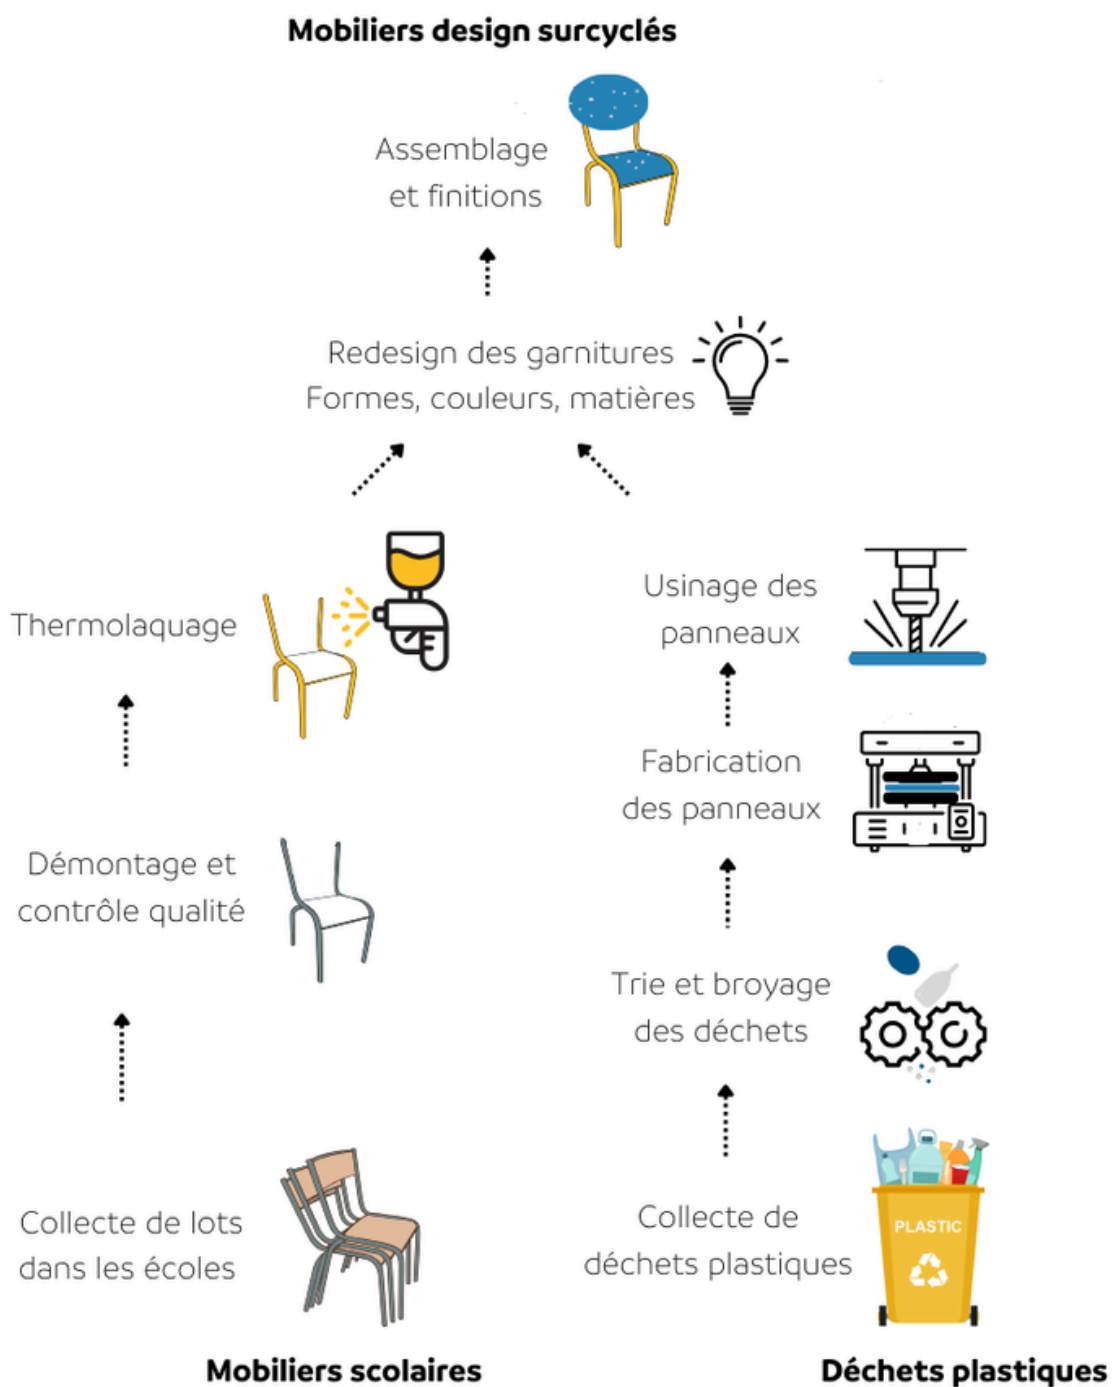 Mobiliers design surcyclés
Assemblage
et finitions
Redesign des garnitures
Formes, couleurs, matières
Thermolaquage
Usinage des
panneaux
Fabrication
des panneaux
Démontage et
contrôle qualité
Trie et broyage
des déchets
Collecte de lots
dans les écoles
Collecte de
déchets plastiques
PLASTIC
Mobiliers scolaires
Déchets plastiques